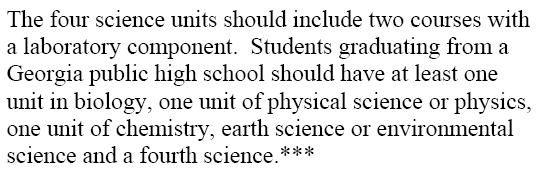 The four science units should include two courses with
a laboratory component.  Students graduating from a
Georgia public high school should have at least one
unit in biology, one unit of physical science or physics,
one unit of chemistry, earth science or environmental
science and a fourth science.***